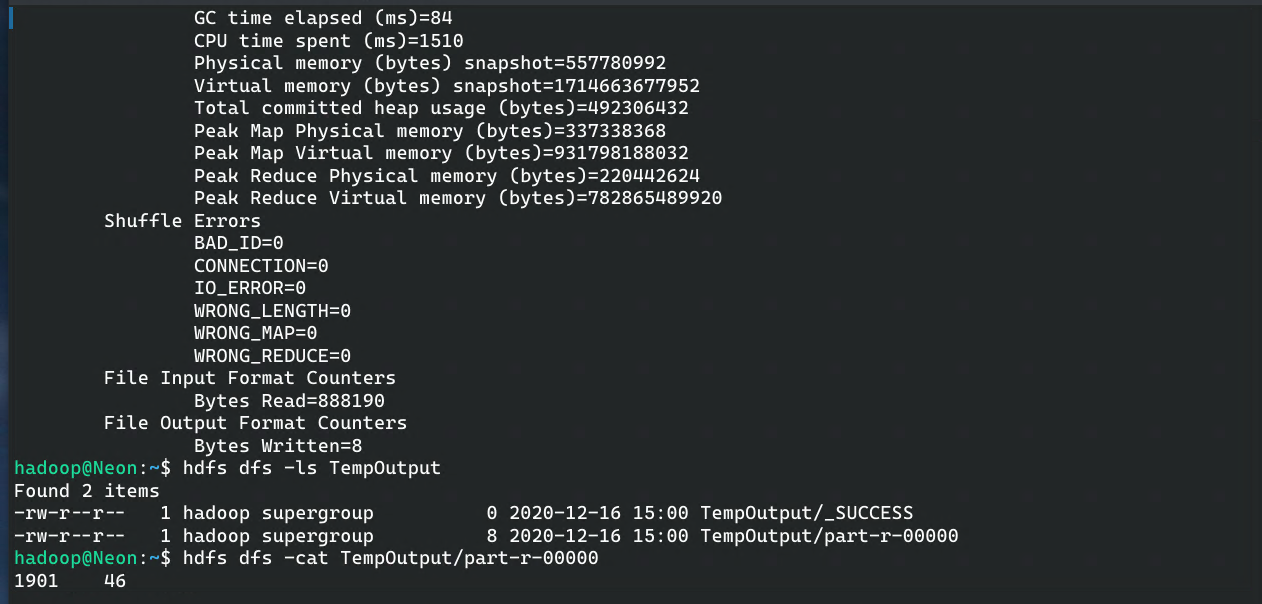 GC time elapsed (ms)=84
CPU time spent (ms)=1510
Physical memory (bytes) snapshot=557780992
Virtual memory (bytes) snapshot=1714663677952
Total committed heap usage (bytes)=492306432
Peak Map Physical memory (bytes)=337338368
Peak Map Virtual memory (bytes)=931798188032
Peak Reduce Physical memory (bytes)=220442624
Peak Reduce Virtual memory (bytes)=782865489920
Shuffle Errors
BAD_ID=0
CONNECTION=0
IO_ERROR=0
WRONG_LENGTH=0
WRONG_MAP=0
WRONG_REDUCE=0
File Input Format Counters
Bytes Read=888190
File Output Format Counters
Bytes Written=8
hadoop@Neon:~$ hdfs dfs -ls TempOutput
Found 2 items
-rw-r--r--   1 hadoop supergroup          0 2020-12-16 15:00 TempOutput/_SUCCESS
-rw-r--r--   1 hadoop supergroup          8 2020-12-16 15:00 TempOutput/part-r-00000
hadoop@Neon:~$ hdfs dfs -cat TempOutput/part-r-00000
1901    46